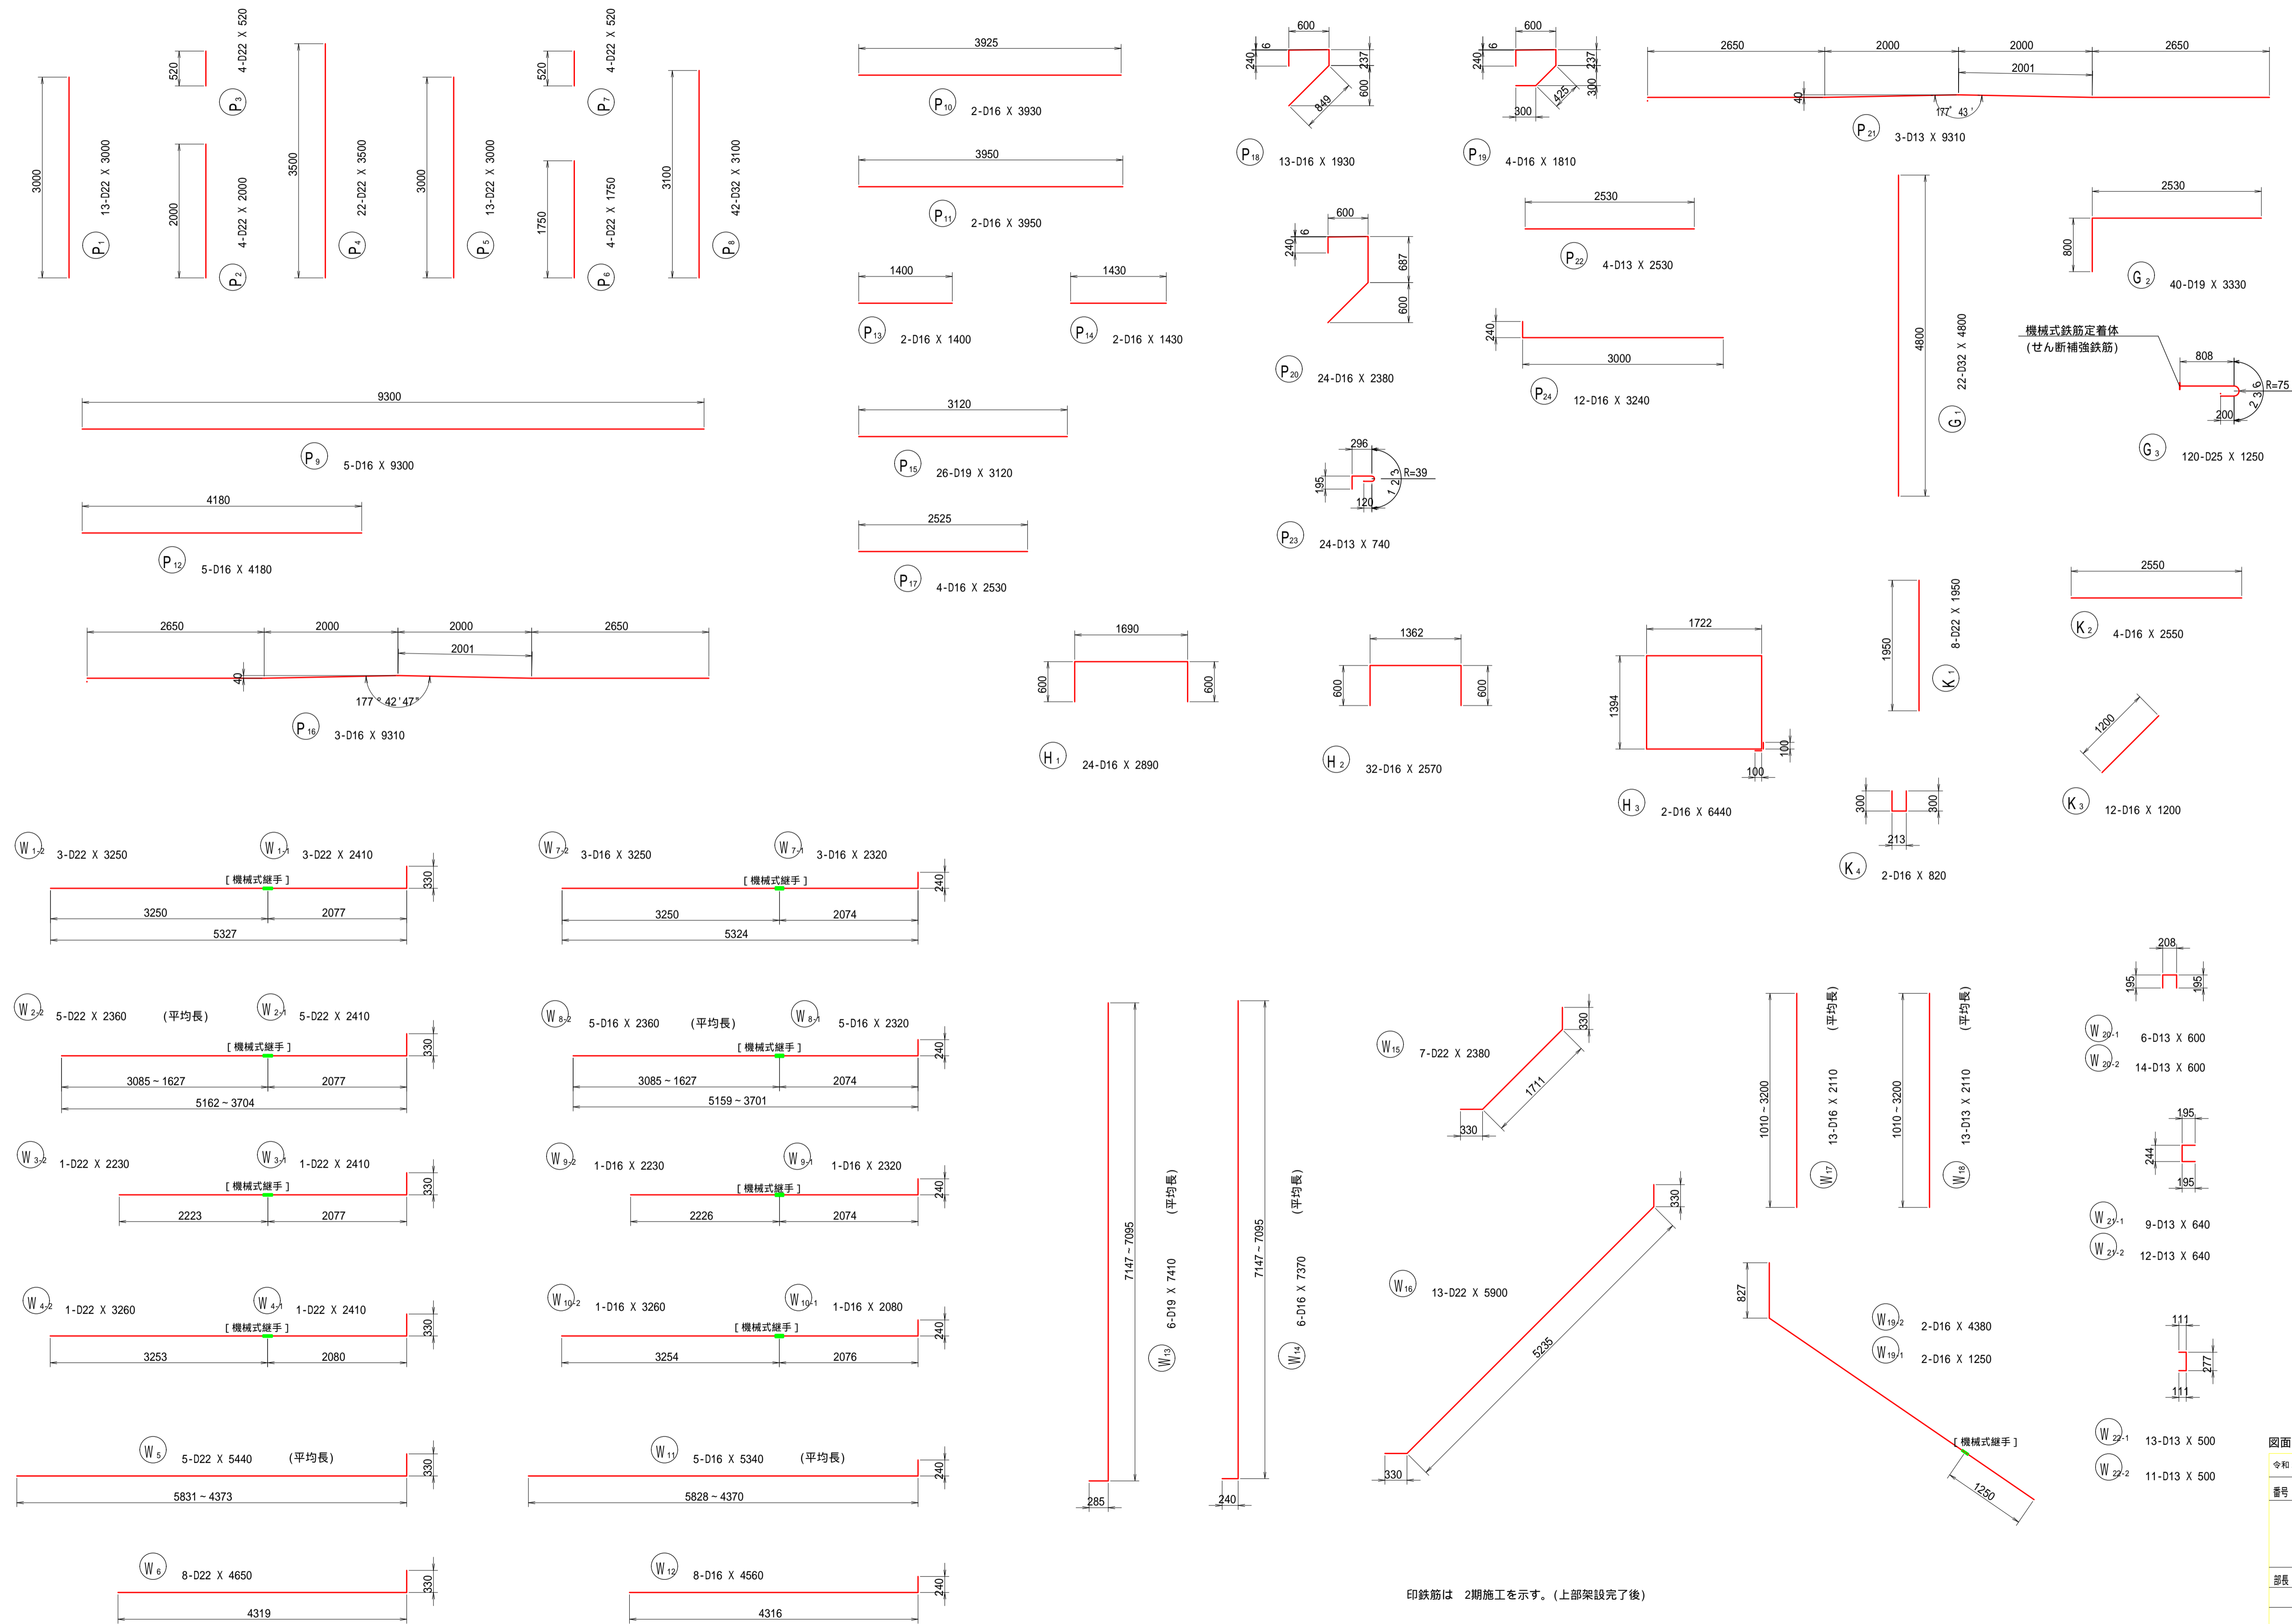 3000
P1
13-D22 X 3000
520
P3
4-D22 X 520
2000
P2
4-D22 X 2000
3500
P4
22-D22 X 3500
3000
P5
13-D22 X 3000
520
P7
4-D22 X 520
1750
P6
4-D22 X 1750
3100
P8
42-D32 X 3100
3925
P10
2-D16 X 3930
3950
P11
2-D16 X 3950
1400
P13
2-D16 X 1400
1430
P14
2-D16 X 1430
9300
P9
5-D16 X 9300
3120
P15
26-D19 X 3120
4180
P12
5-D16 X 4180
2525
P17
4-D16 X 2530
2650 2000 2000 2650
2001
40
177°42'47"
P16
3-D16 X 9310
600
6
240
237
600
849
P18
13-D16 X 1930
600
6
240
237
300
425
300
P19
4-D16 X 1810
2650 2000 2000 2650
2001
40
177°43'
P21
3-D13 X 9310
600
6
240
687
600
P20
24-D16 X 2380
2530
P22
4-D13 X 2530
240
3000
P24
12-D16 X 3240
296
195
120
123
R=39
P23
24-D13 X 740
4800
G1
22-D32 X 4800
2530
800
G2
40-D19 X 3330
機械式鉄筋定着体
(せん断補強鉄筋)
808
200
236
R=75
G3
120-D25 X 1250
1690
600
600
H1
24-D16 X 2890
1362
600
600
H2
32-D16 X 2570
1722
1394
100
100
H3
2-D16 X 6440
1950
K1
8-D22 X 1950
2550
K2
4-D16 X 2550
1200
K3
12-D16 X 1200
300
300
213
K4
2-D16 X 820
W1-2
3-D22 X 3250
W1-1
3-D22 X 2410
[機械式継手]
330
3250 2077
5327
W7-2
3-D16 X 3250
W7-1
3-D16 X 2320
[機械式継手]
240
3250 2074
5324
W2-2
5-D22 X 2360 (平均長)
W2-1
5-D22 X 2410
[機械式継手]
330
3085~1627 2077
5162~3704
W8-2
5-D16 X 2360 (平均長)
W8-1
5-D16 X 2320
[機械式継手]
240
3085~1627 2074
5159~3701
W3-2
1-D22 X 2230
W3-1
1-D22 X 2410
[機械式継手]
330
2223 2077
W9-2
1-D16 X 2230
W9-1
1-D16 X 2320
[機械式継手]
240
2226 2074
W4-2
1-D22 X 3260
W4-1
1-D22 X 2410
[機械式継手]
330
3253 2080
W10-2
1-D16 X 3260
W10-1
1-D16 X 2080
[機械式継手]
240
3254 2076
W5
5-D22 X 5440 (平均長)
330
5831~4373
W11
5-D16 X 5340 (平均長)
240
5828~4370
W6
8-D22 X 4650
330
4319
W12
8-D16 X 4560
240
4316
7147~7095
285
W13
6-D19 X 7410 (平均長)
7147~7095
240
W14
6-D16 X 7370 (平均長)
W15
7-D22 X 2380
330
1711
330
W16
13-D22 X 5900
330
5235
330
1010~3200
W17
13-D16 X 2110 (平均長)
1010~3200
W18
13-D13 X 2110 (平均長)
827
W19-2
2-D16 X 4380
W19-1
2-D16 X 1250
[機械式継手]
1250
208
195
195
W20-1
6-D13 X 600
W20-2
14-D13 X 600
195
244
195
W21-1
9-D13 X 640
W21-2
12-D13 X 640
111
277
111
W22-1
13-D13 X 500
W22-2
11-D13 X 500
印鉄筋は 2期施工を示す。(上部架設完了後)
図面
令和
番号
部長